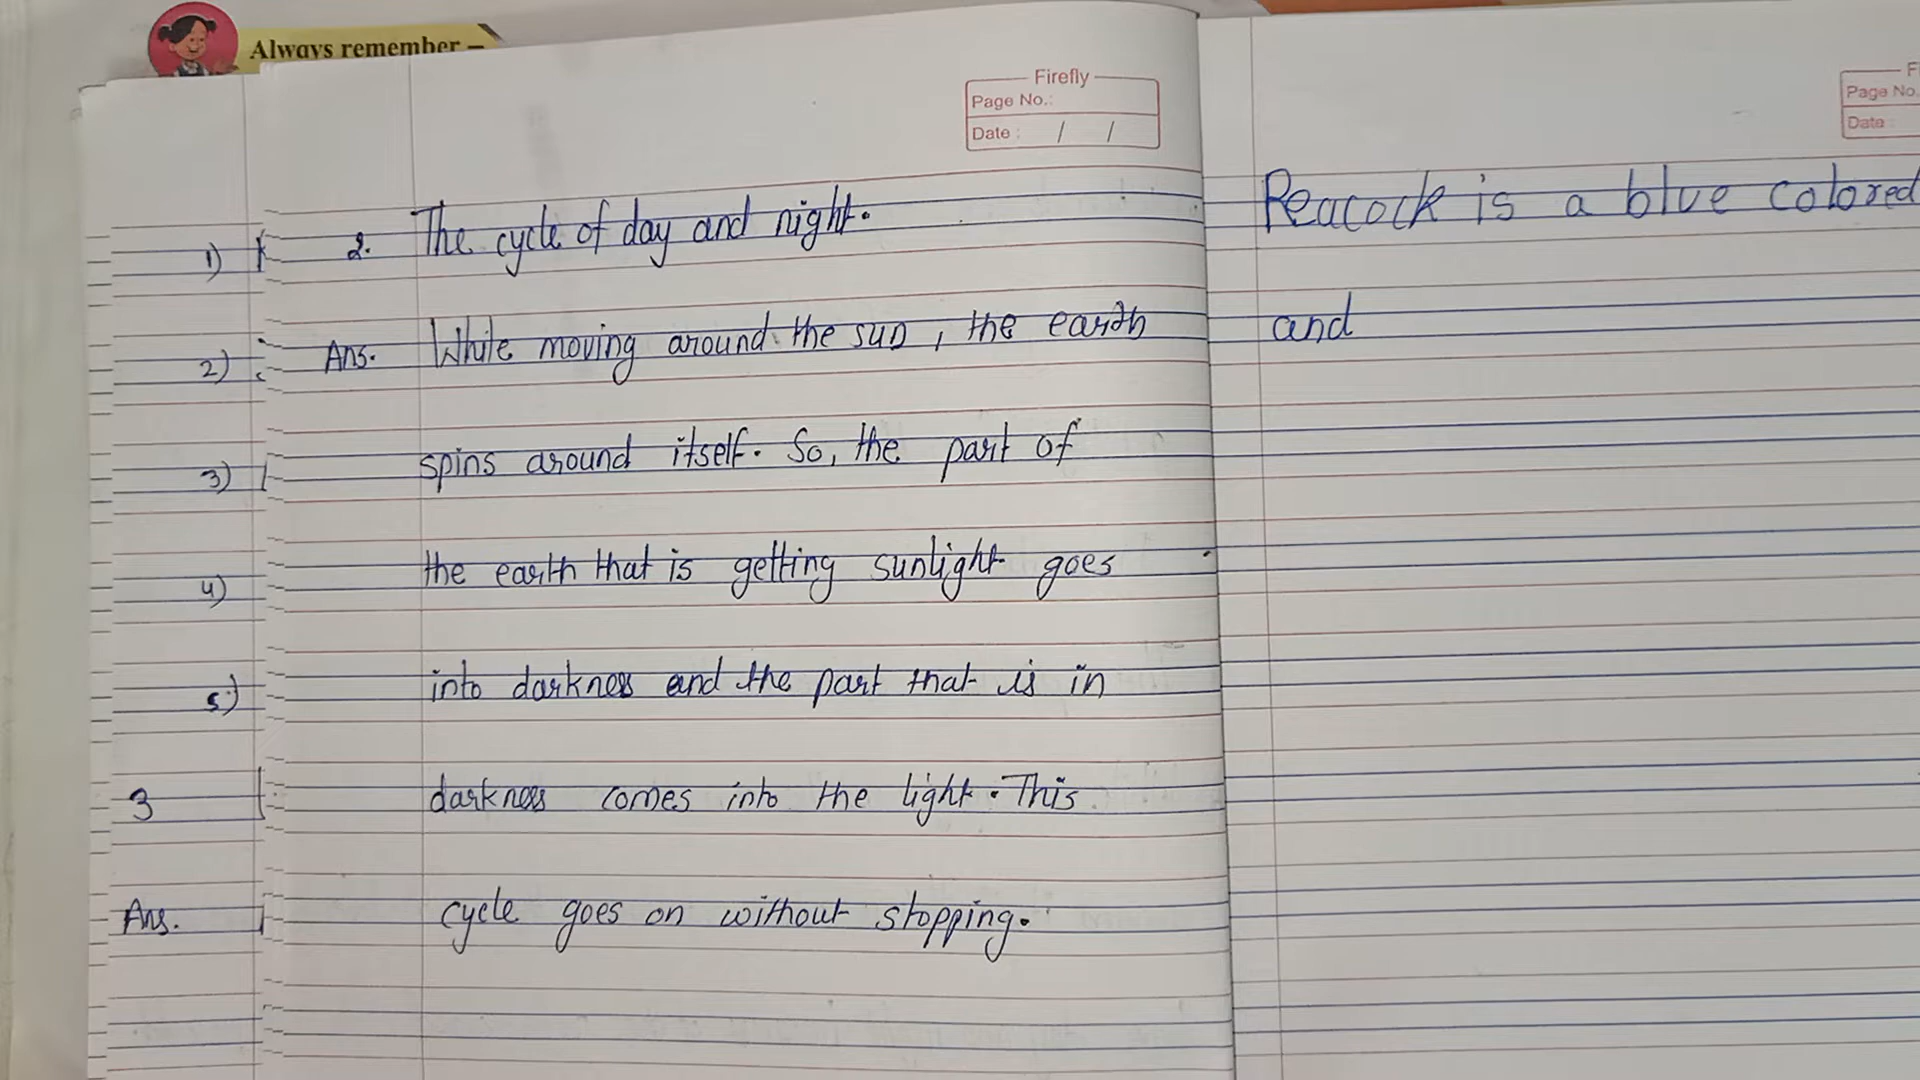 Always remember –
Firefly
Page No.:
Date : / /
2. The cycle of day and night.
Ans. While moving around the sun, the earth
spins around itself. So, the part of
the earth that is getting sunlight goes
into darkness and the part that is in
darkness comes into the light. This
cycle goes on without stopping.
1)
2)
3)
4)
5)
3
Ans.
Page No.
Date
Peacock is a blue colored
and